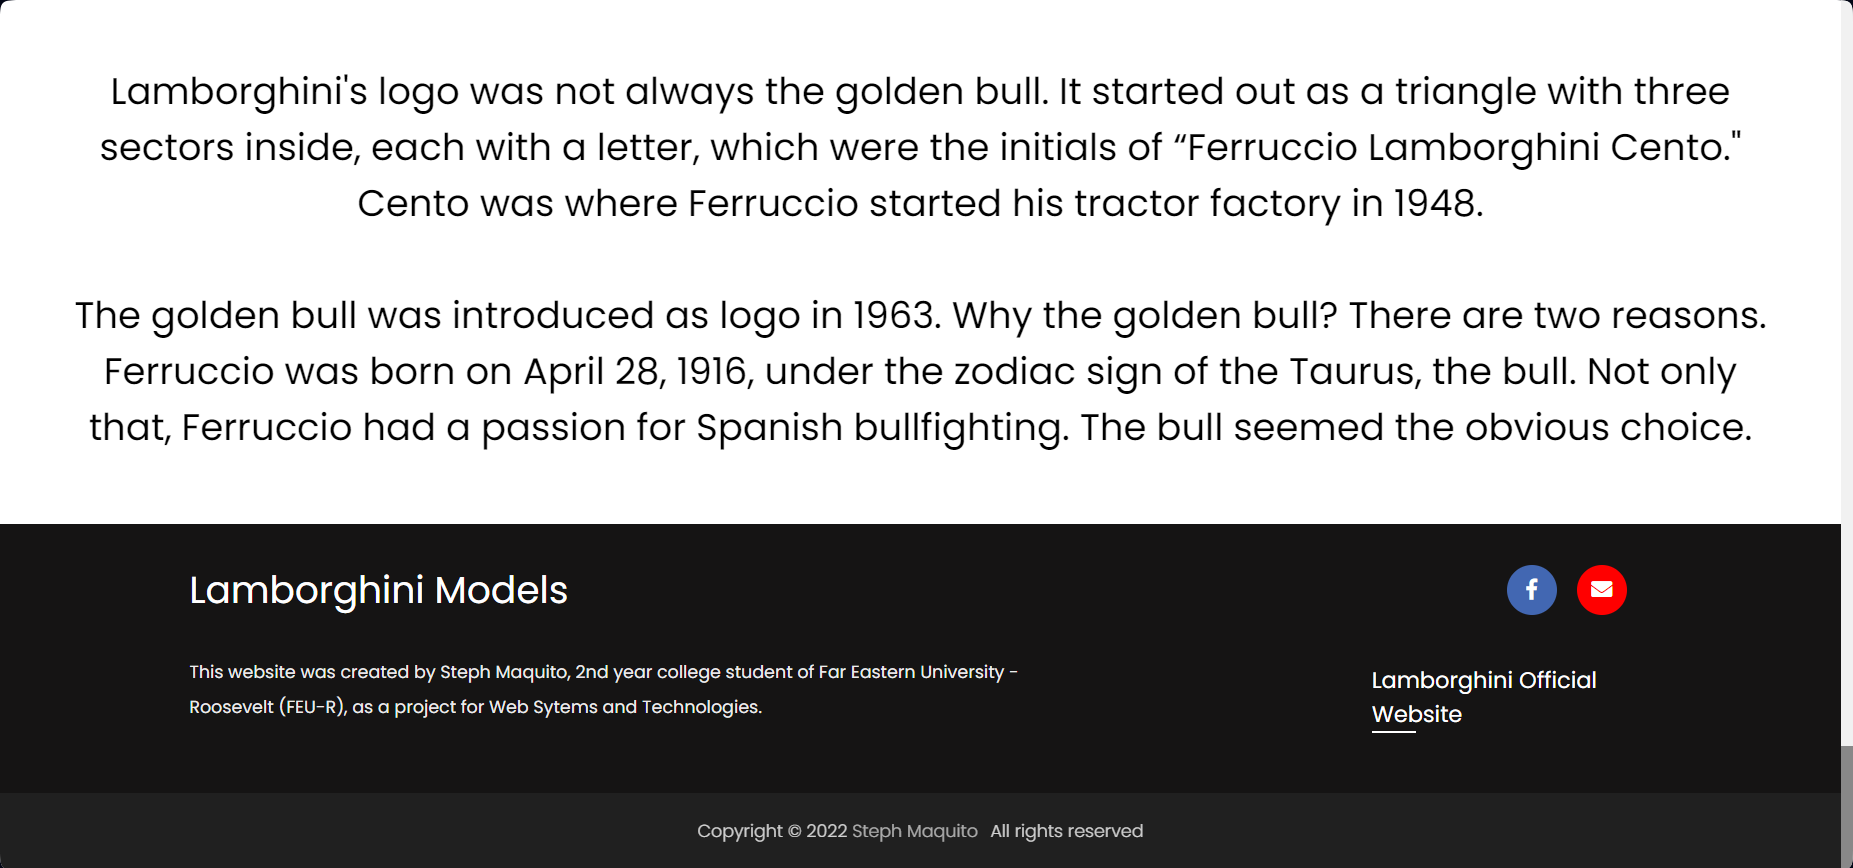 Lamborghini's logo was not always the golden bull. It started out as a triangle with three
sectors inside, each with a letter, which were the initials of “Ferruccio Lamborghini Cento."
Cento was where Ferruccio started his tractor factory in 1948.
The golden bull was introduced as logo in 1963. Why the golden bull? There are two reasons.
Ferruccio was born on April 28, 1916, under the zodiac sign of the Taurus, the bull. Not only
that, Ferruccio had a passion for Spanish bullfighting. The bull seemed the obvious choice.
Lamborghini Models
This website was created by Steph Maquito, 2nd year college student of Far Eastern University -
Roosevelt (FEU-R), as a project for Web Sytems and Technologies.
Lamborghini Official
Website
Copyright © 2022 Steph Maquito All rights reserved